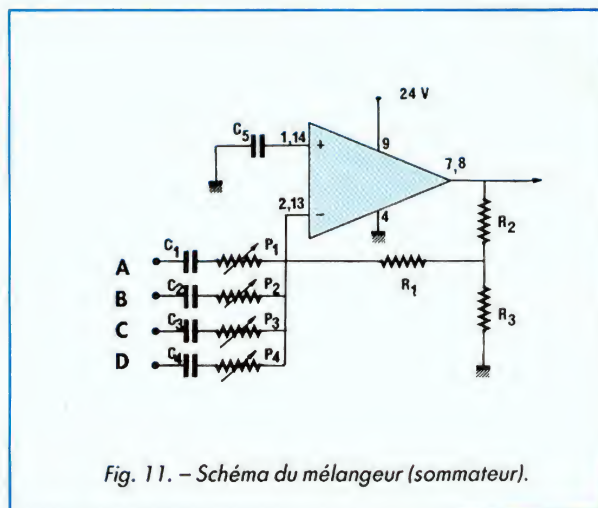 24 V
C5
1,14
+
9
7,8
2,13
−
4
R2
C1
P1
A
R1
B
C2
P2
C
C3
P3
R3
D
C4
P4
Fig. 11. – Schéma du mélangeur (sommateur).